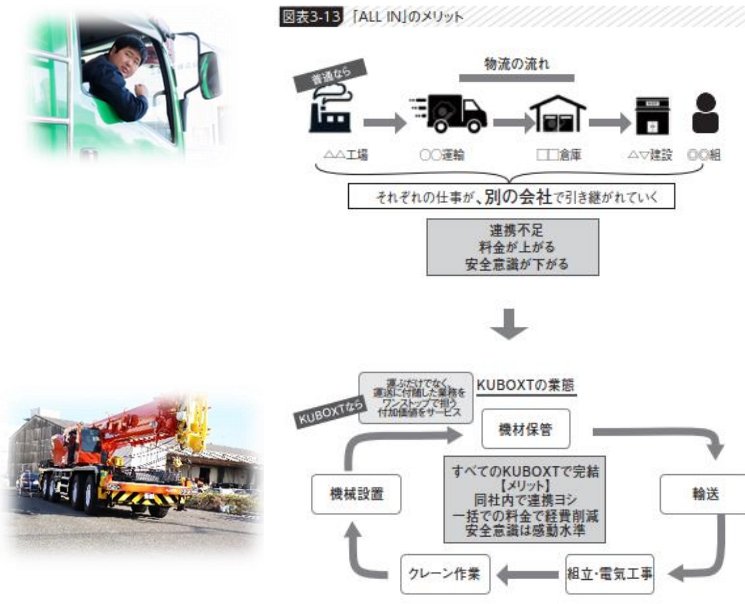 図表3-13 「ALL IN」のメリット
普通なら
物流の流れ
△△工場
〇〇運輸
□□倉庫
△▽建設
◎◎組
それぞれの仕事が、別の会社で引き継がれていく
連携不足
料金が上がる
安全意識が下がる
KUBOXTなら
運ぶだけでなく、
運送に付随した業務を
ワンストップで担う
付加価値をサービス
KUBOXTの業態
機材保管
機械設置
すべてのKUBOXTで完結
【メリット】
同社内で連携ヨシ
一括での料金で経費削減
安全意識は感動水準
輸送
クレーン作業
組立・電気工事